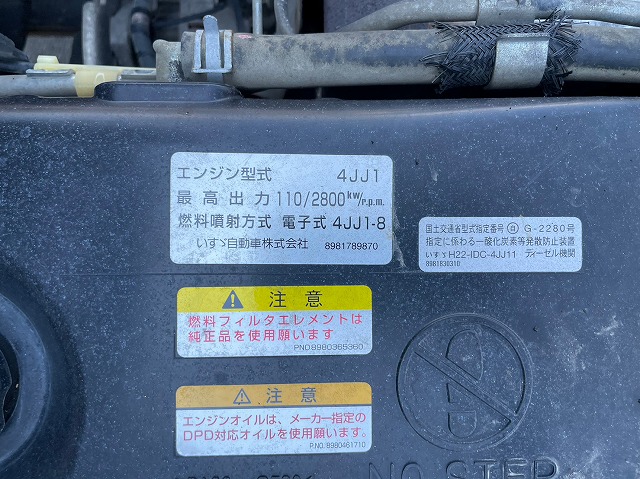 エンジン型式 4JJ1
最高出力 110/2800 kw/r.p.m.
燃料噴射方式 電子式 4JJ1-8
いすゞ自動車株式会社 8981789870
国土交通省型式指定番号 G-2280号
指定に係わる一酸化炭素等発散防止装置
いすゞH22-IDC-4JJ11 ディーゼル機関
8981830310
注意
燃料フィルタエレメントは
純正品を使用願います
PNO.8980365360
注意
エンジンオイルは、メーカー指定の
DPD対応オイルを使用願います。
PNO.8980461710
NO STEP